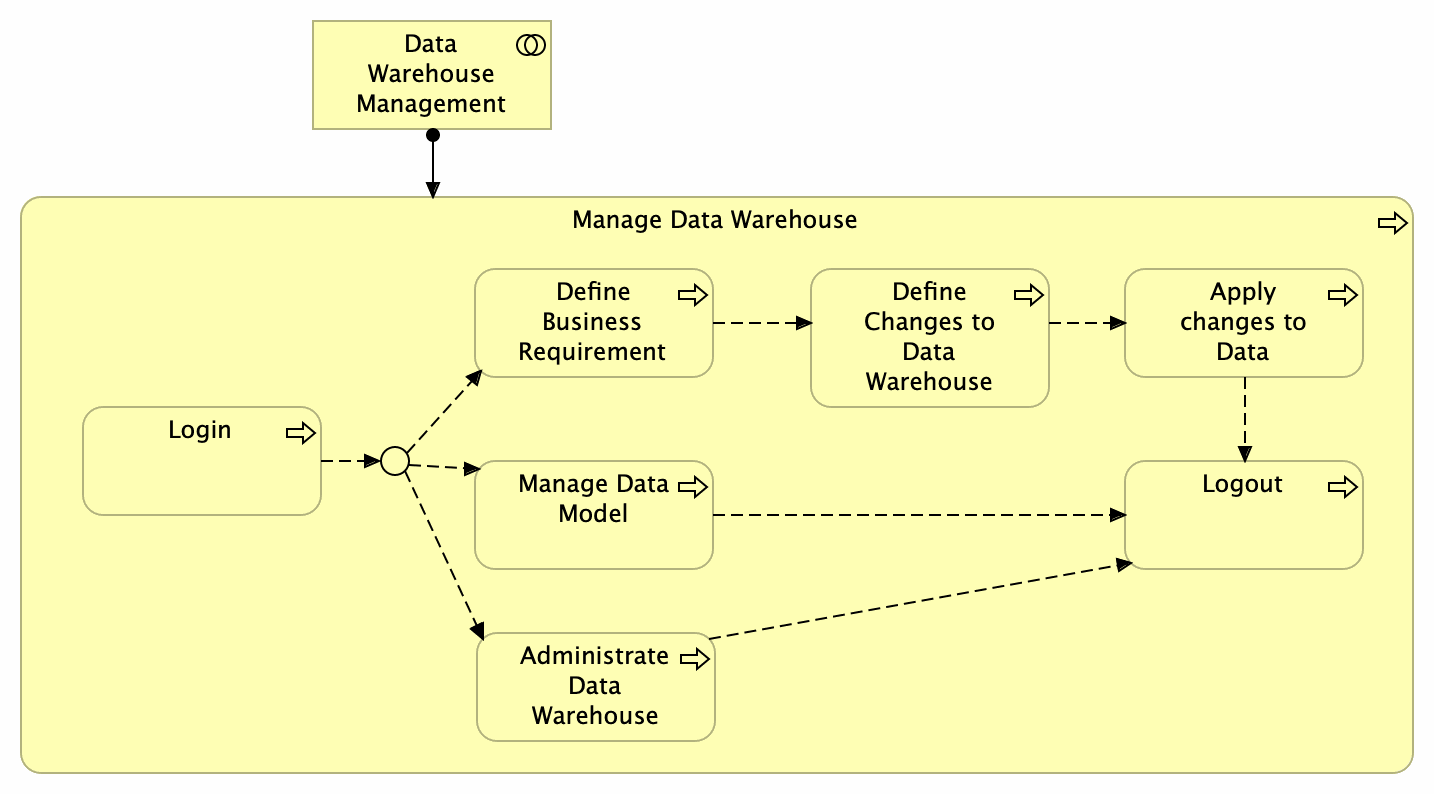 Data
Warehouse
Management
Manage Data Warehouse
Define
Business
Requirement
Define
Changes to
Data
Warehouse
Apply
changes to
Data
Login
Manage Data
Model
Logout
Administrate
Data
Warehouse